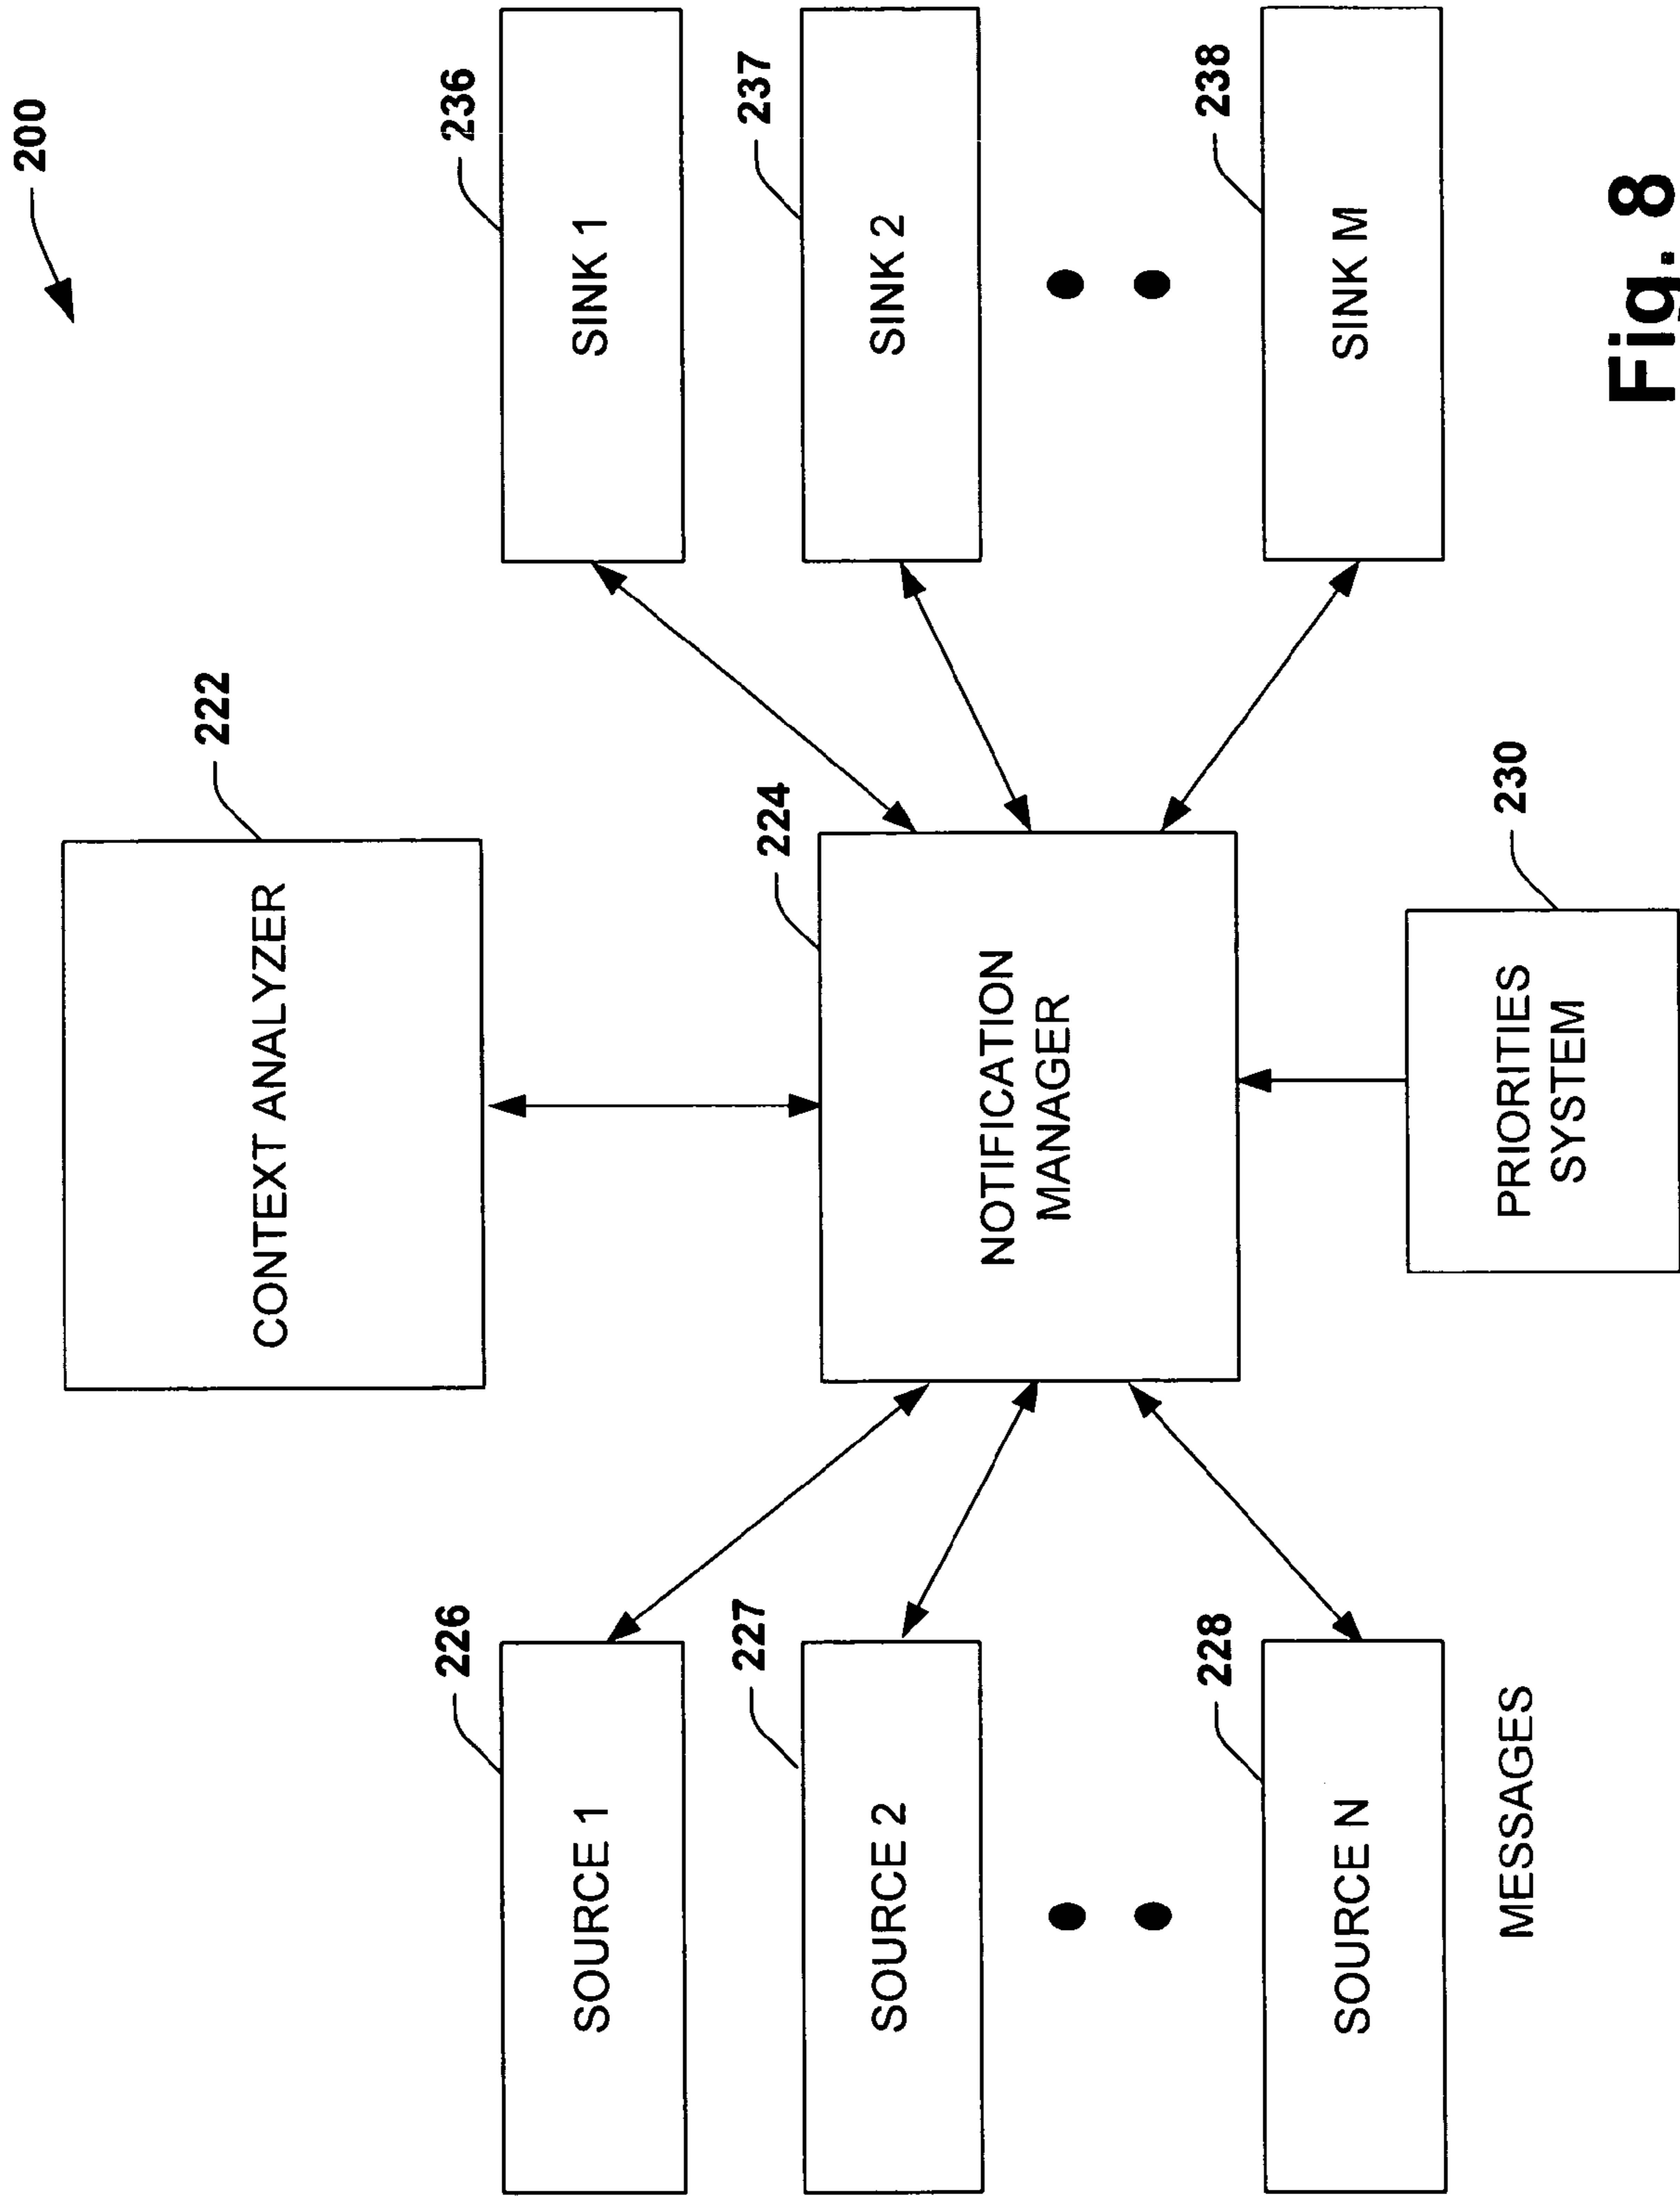 200
222
CONTEXT ANALYZER
226
SOURCE 1
224
236
SINK 1
227
SOURCE 2
NOTIFICATION
MANAGER
237
SINK 2
228
SOURCE N
238
SINK M
MESSAGES
230
PRIORITIES
SYSTEM
Fig. 8